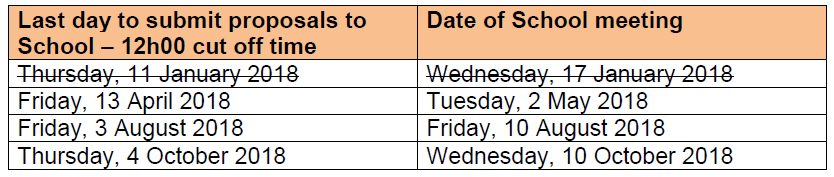 Last day to submit proposals to School – 12h00 cut off time
Date of School meeting
Thursday, 11 January 2018
Wednesday, 17 January 2018
Friday, 13 April 2018
Tuesday, 2 May 2018
Friday, 3 August 2018
Friday, 10 August 2018
Thursday, 4 October 2018
Wednesday, 10 October 2018